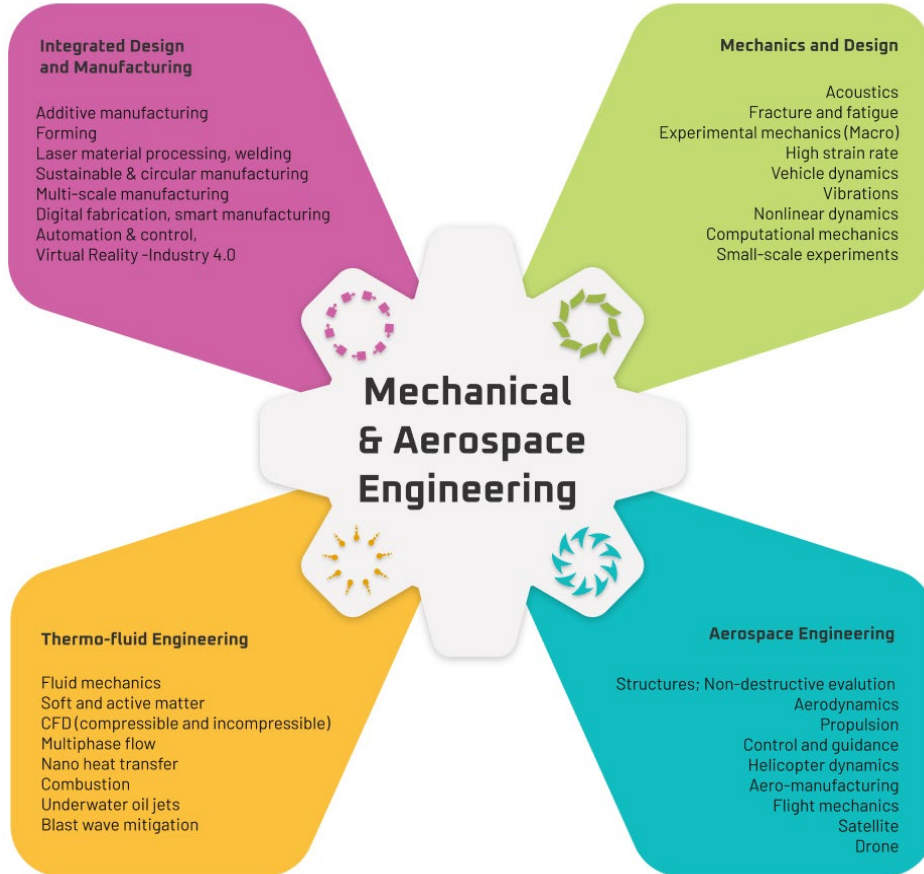 Integrated Design
and Manufacturing
Additive manufacturing
Forming
Laser material processing, welding
Sustainable & circular manufacturing
Multi-scale manufacturing
Digital fabrication, smart manufacturing
Automation & control,
Virtual Reality -Industry 4.0
Mechanics and Design
Acoustics
Fracture and fatigue
Experimental mechanics (Macro)
High strain rate
Vehicle dynamics
Vibrations
Nonlinear dynamics
Computational mechanics
Small-scale experiments
Mechanical
& Aerospace
Engineering
Thermo-fluid Engineering
Fluid mechanics
Soft and active matter
CFD (compressible and incompressible)
Multiphase flow
Nano heat transfer
Combustion
Underwater oil jets
Blast wave mitigation
Aerospace Engineering
Structures; Non-destructive evalution
Aerodynamics
Propulsion
Control and guidance
Helicopter dynamics
Aero-manufacturing
Flight mechanics
Satellite
Drone